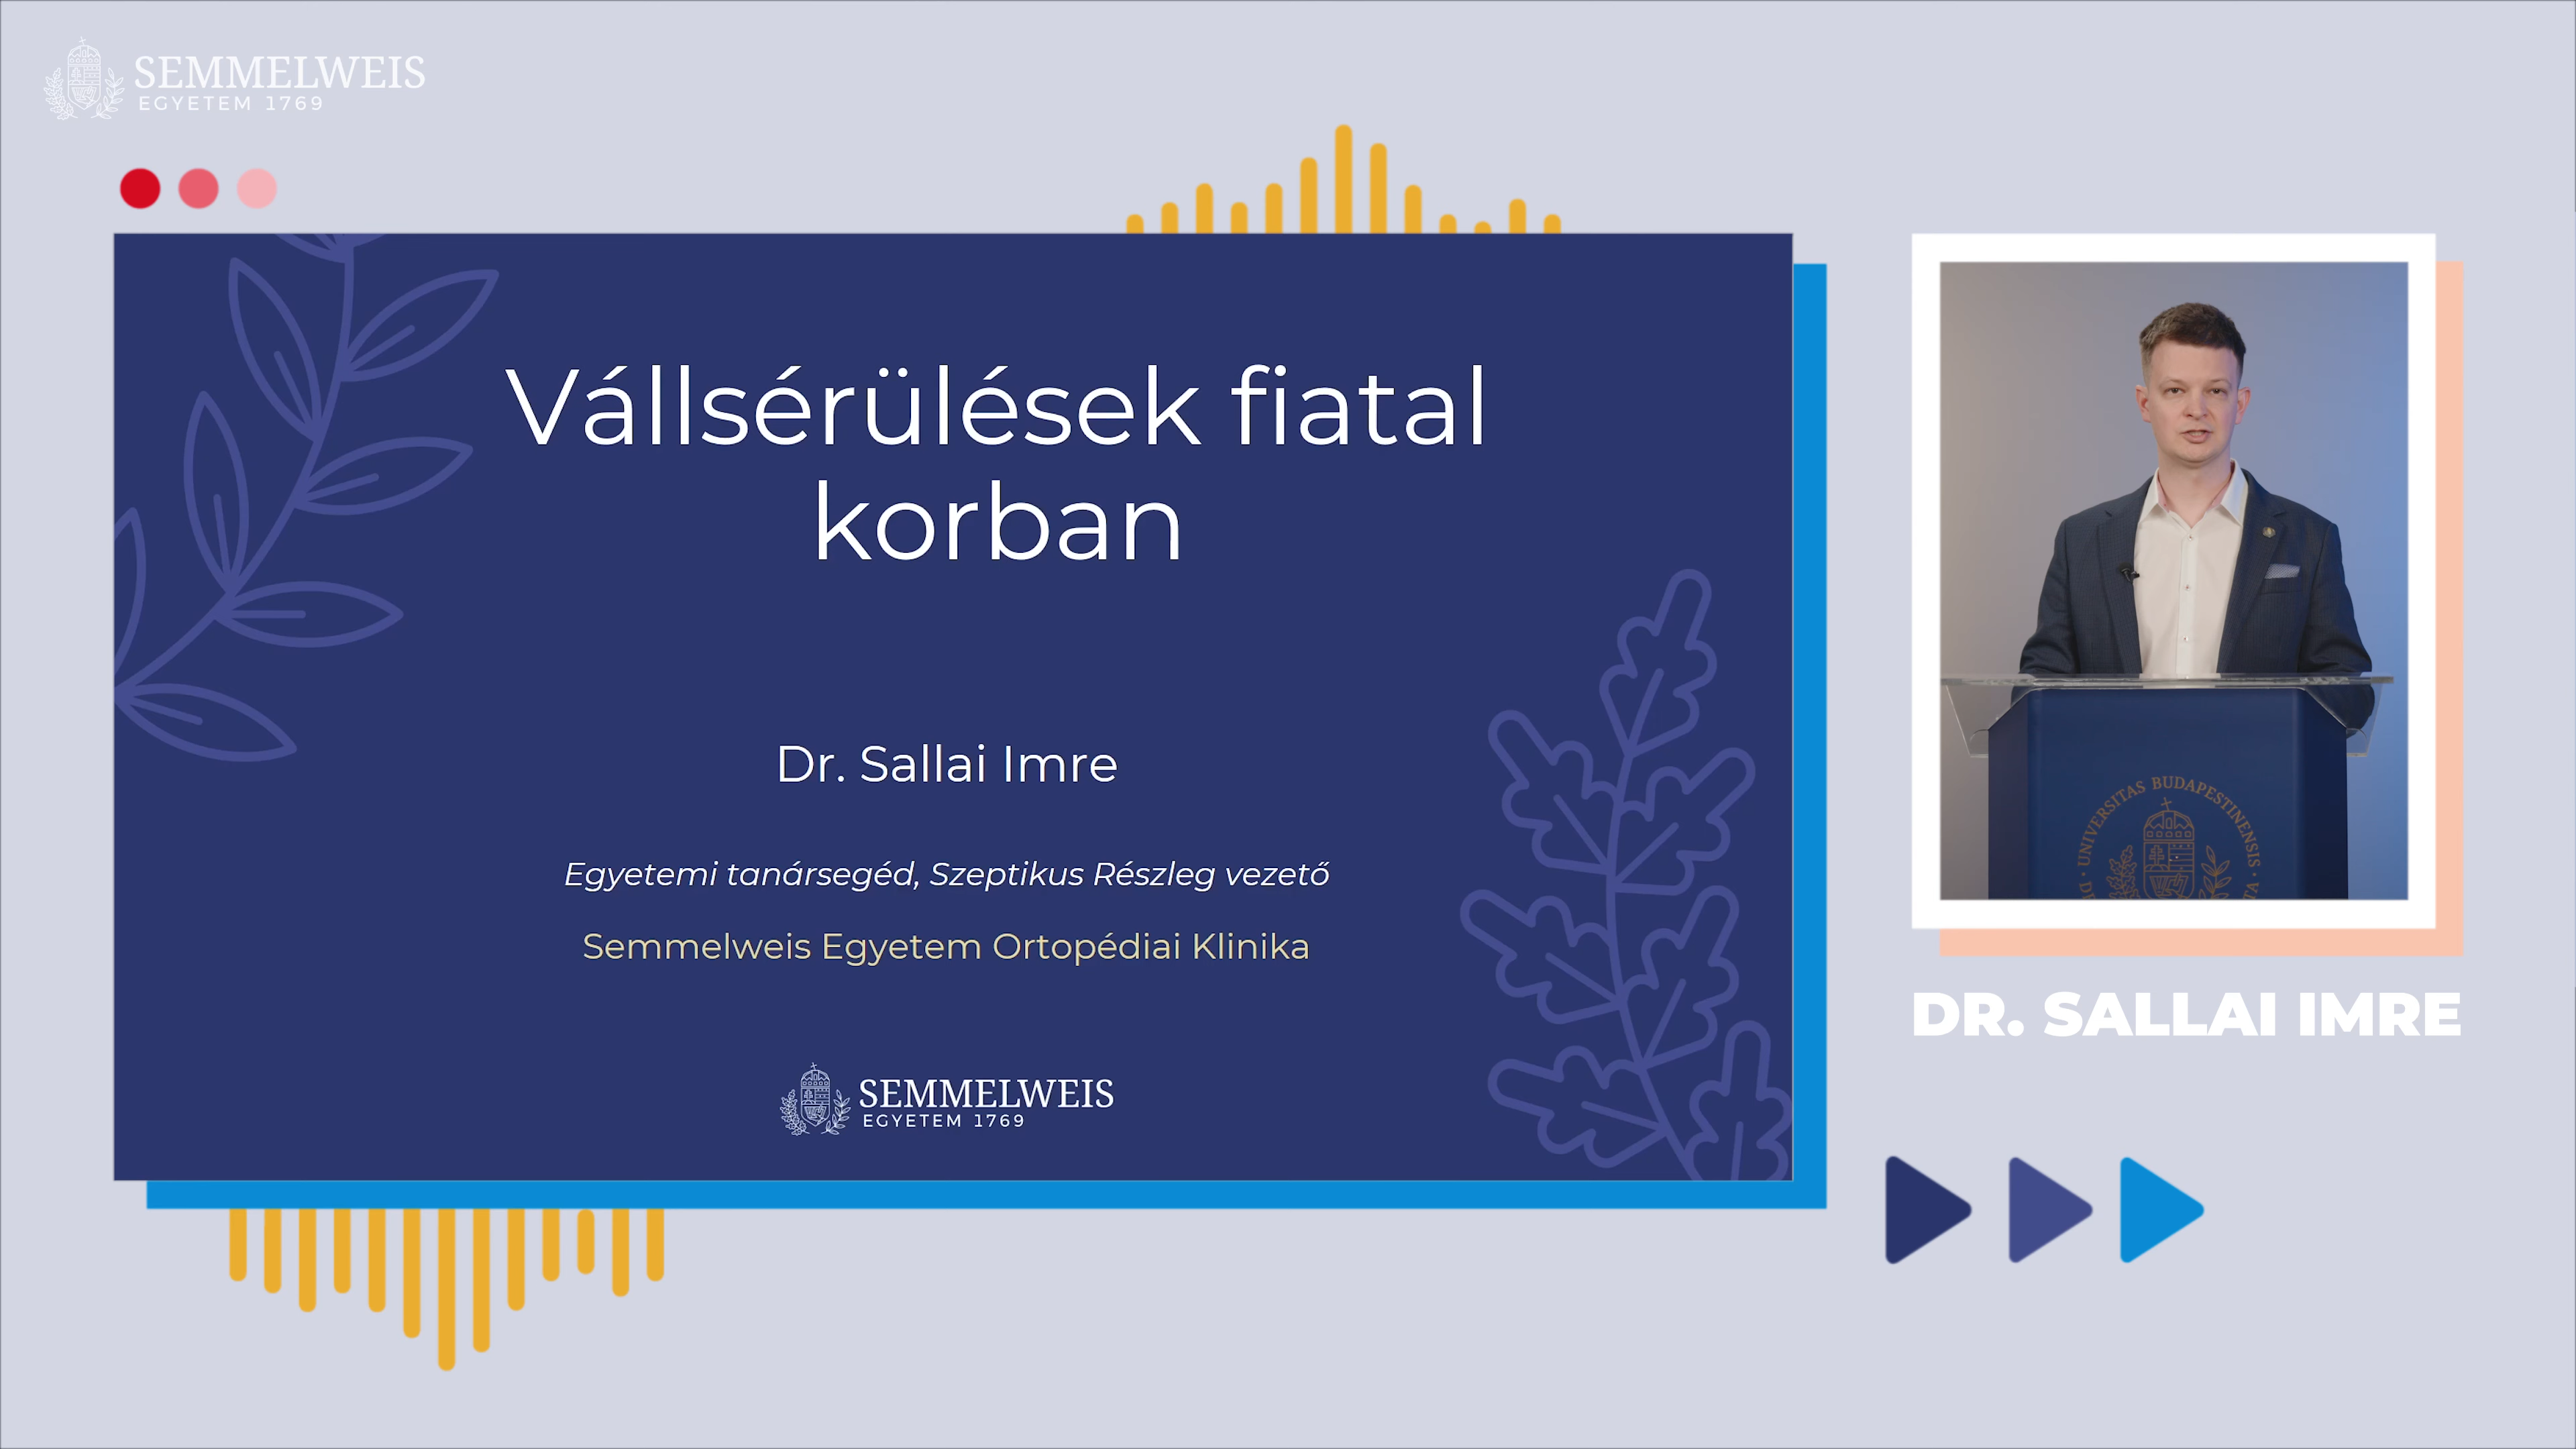 SEMMELWEIS
EGYETEM 1769
Vállsérülések fiatal
korban
Dr. Sallai Imre
Egyetemi tanársegéd, Szeptikus Részleg vezető
Semmelweis Egyetem Ortopédiai Klinika
SEMMELWEIS
EGYETEM 1769
UNIVERSITAS BUDAPESTINENSIS
DR. SALLAI IMRE